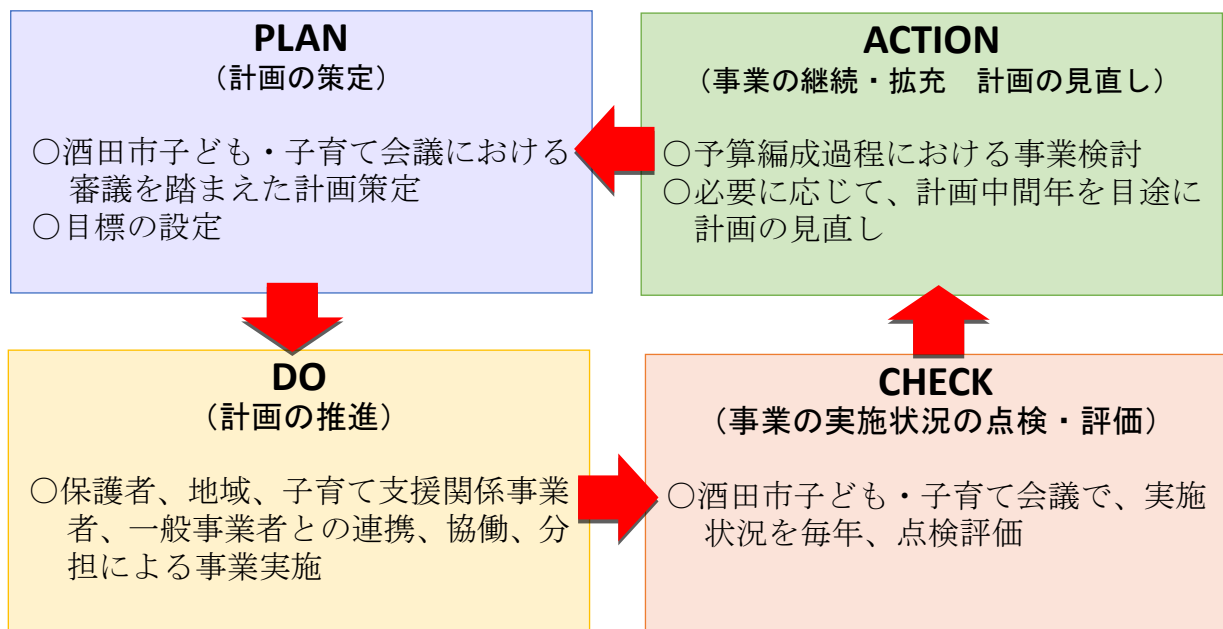 PLAN
（計画の策定）
○酒田市子ども・子育て会議における
審議を踏まえた計画策定
○目標の設定
ACTION
（事業の継続・拡充　計画の見直し）
○予算編成過程における事業検討
○必要に応じて、計画中間年を目途に
計画の見直し
DO
（計画の推進）
○保護者、地域、子育て支援関係事業
者、一般事業者との連携、協働、分
担による事業実施
CHECK
（事業の実施状況の点検・評価）
○酒田市子ども・子育て会議で、実施
状況を毎年、点検評価